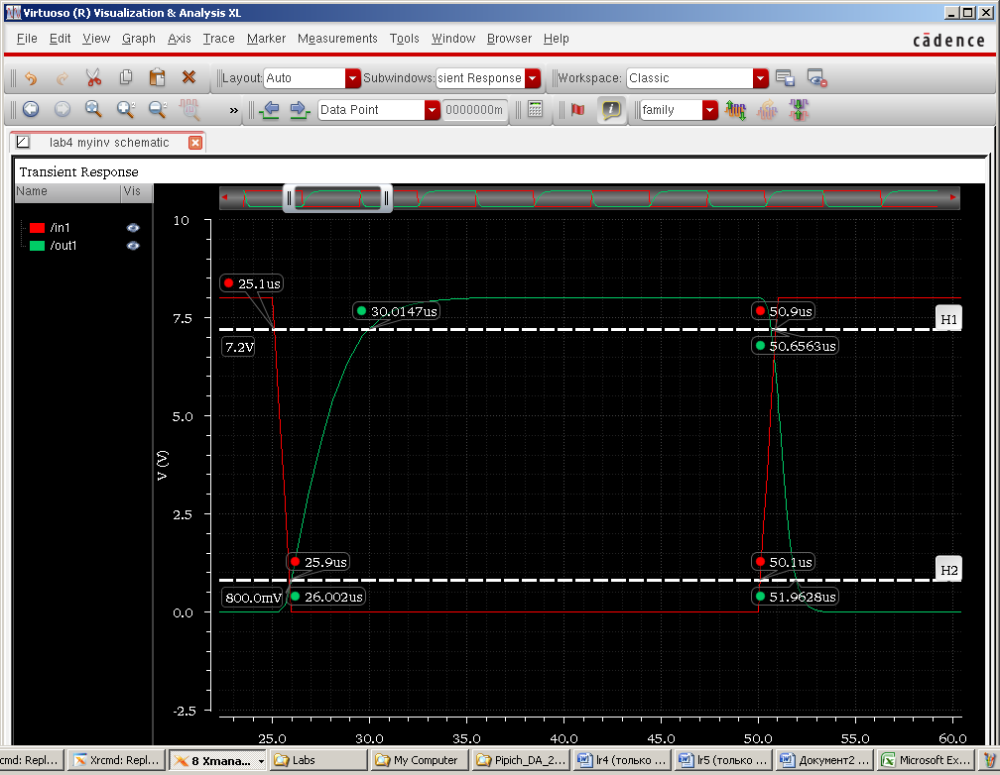 Virtuoso (R) Visualization & Analysis XL
File Edit View Graph Axis Trace Marker Measurements Tools Window Browser Help
cādence
Layout: Auto Subwindows: sient Response Workspace: Classic
» Data Point 0000000m family
lab4 myinv schematic
Transient Response
Name Vis
/in1
/out1
10
7.5
5.0
2.5
0.0
-2.5
V (V)
25.1us
30.0147us
50.9us
H1
7.2V
50.6563us
25.9us
50.1us
H2
800.0mV
26.002us
51.9628us
25.0 30.0 35.0 40.0 45.0 50.0 55.0 60.0
cmd: Repl... Xrcmd: Repl... 8 Xmana... Labs My Computer Pipich_DA_2... lr4 (только ... lr5 (только ... Документ2 ... Microsoft Ex...